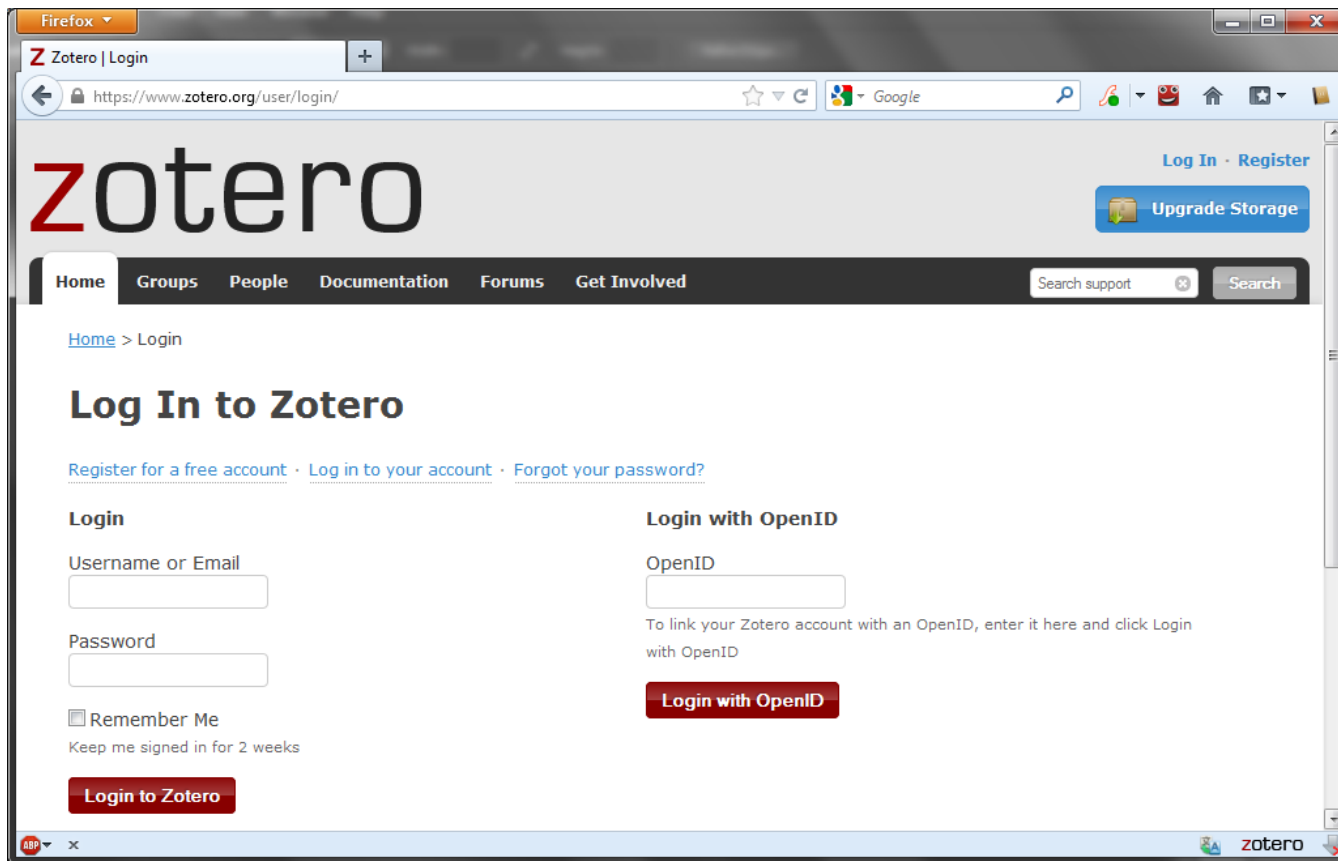 Firefox
Z Zotero | Login
https://www.zotero.org/user/login/
Google
zotero
Log In · Register
Upgrade Storage
Home Groups People Documentation Forums Get Involved
Search support
Search
Home > Login
Log In to Zotero
Register for a free account · Log in to your account · Forgot your password?
Login
Username or Email
Password
Remember Me
Keep me signed in for 2 weeks
Login to Zotero
Login with OpenID
OpenID
To link your Zotero account with an OpenID, enter it here and click Login
with OpenID
Login with OpenID
ABP
zotero